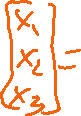 x₁
x₂ =
x₃